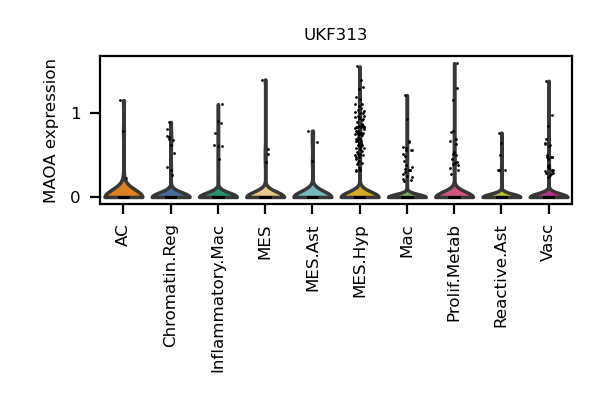 UKF313
MAOA expression
1
0
AC
Chromatin.Reg
Inflammatory.Mac
MES
MES.Ast
MES.Hyp
Mac
Prolif.Metab
Reactive.Ast
Vasc